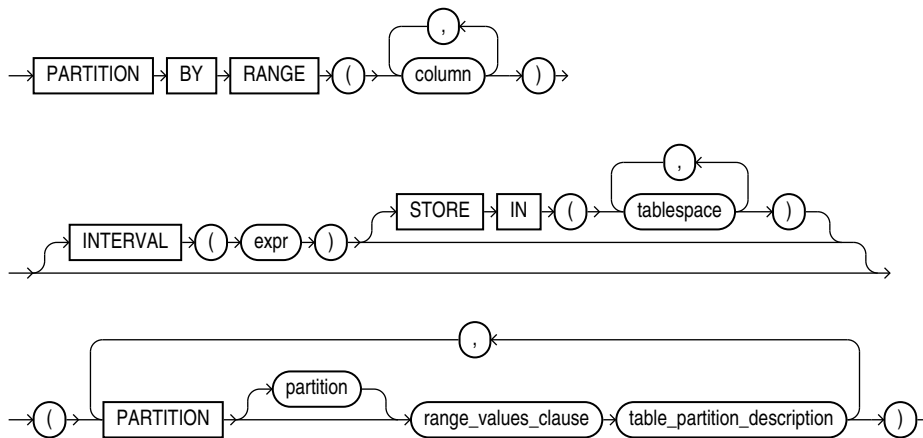 ,
PARTITION BY RANGE ( column )
,
STORE IN ( tablespace )
INTERVAL ( expr )
,
partition
( PARTITION range_values_clause table_partition_description )